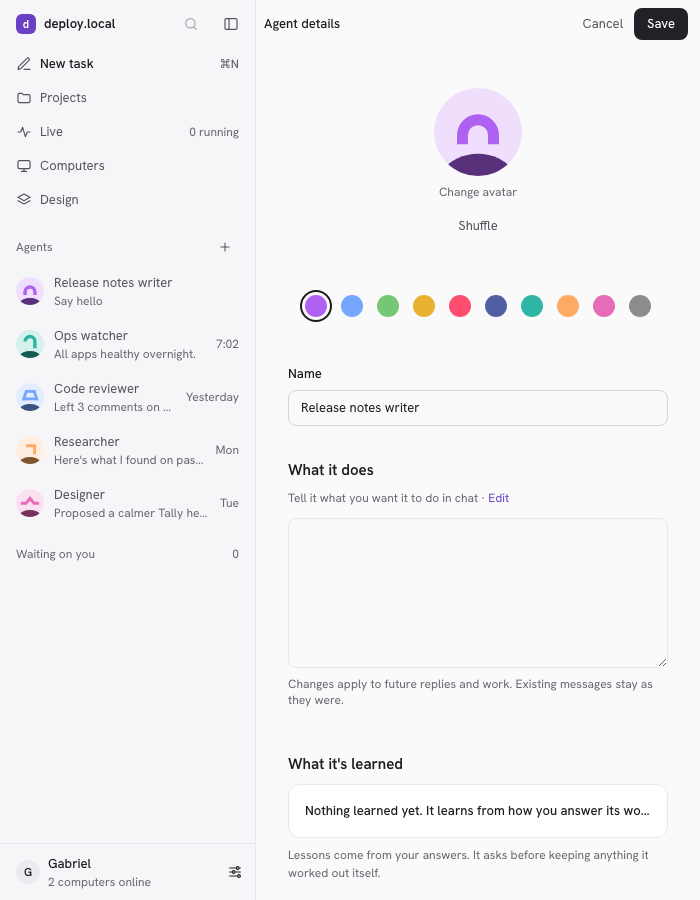 d deploy.local
New task ⌘N
Projects
Live 0 running
Computers
Design
Agents
Release notes writer
Say hello
Ops watcher
All apps healthy overnight. 7:02
Code reviewer
Left 3 comments on ... Yesterday
Researcher
Here's what I found on pas... Mon
Designer
Proposed a calmer Tally he... Tue
Waiting on you 0
G Gabriel
2 computers online
Agent details Cancel Save
Change avatar
Shuffle
Name
Release notes writer
What it does
Tell it what you want it to do in chat · Edit
Changes apply to future replies and work. Existing messages stay as
they were.
What it's learned
Nothing learned yet. It learns from how you answer its wo...
Lessons come from your answers. It asks before keeping anything it
worked out itself.